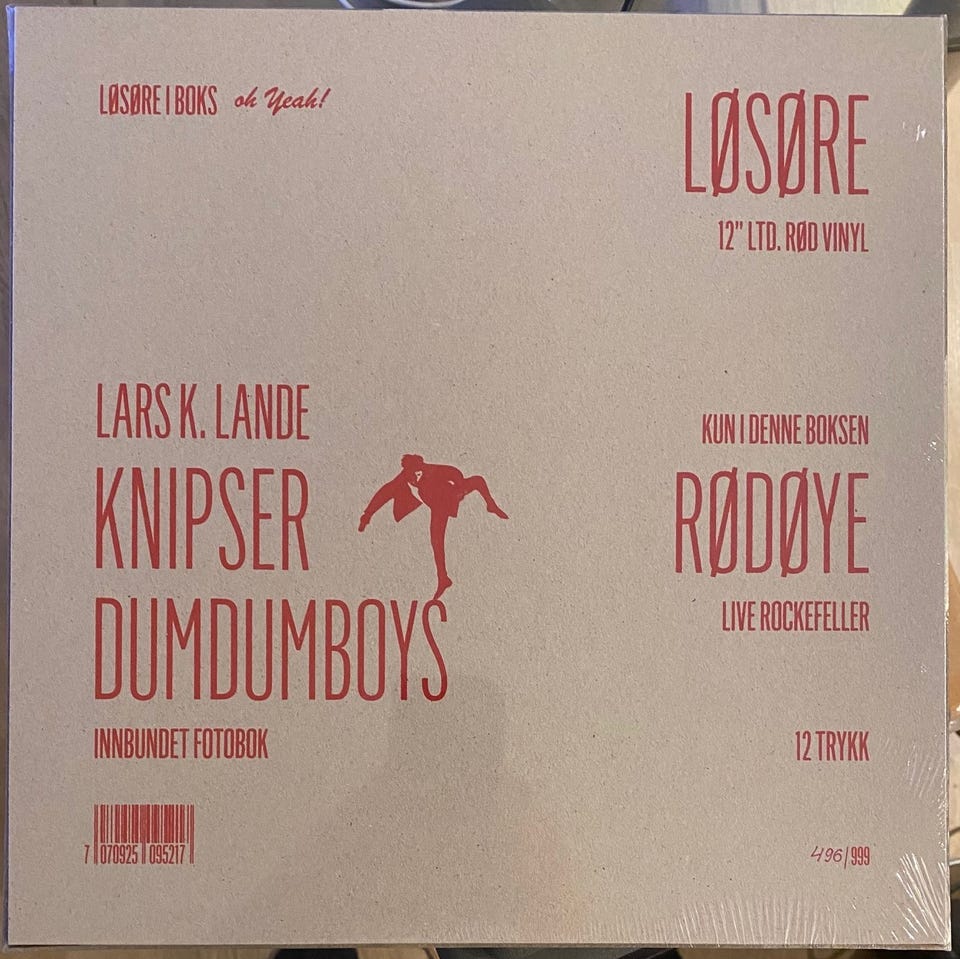 LØSØRE I BOKS oh Yeah!
LØSØRE
12" LTD. RØD VINYL
LARS K. LANDE
KNIPSER
DUMDUMBOYS
INNBUNDET FOTOBOK
KUN I DENNE BOKSEN
RØDØYE
LIVE ROCKEFELLER
12 TRYKK
7 070925 095217
496/999